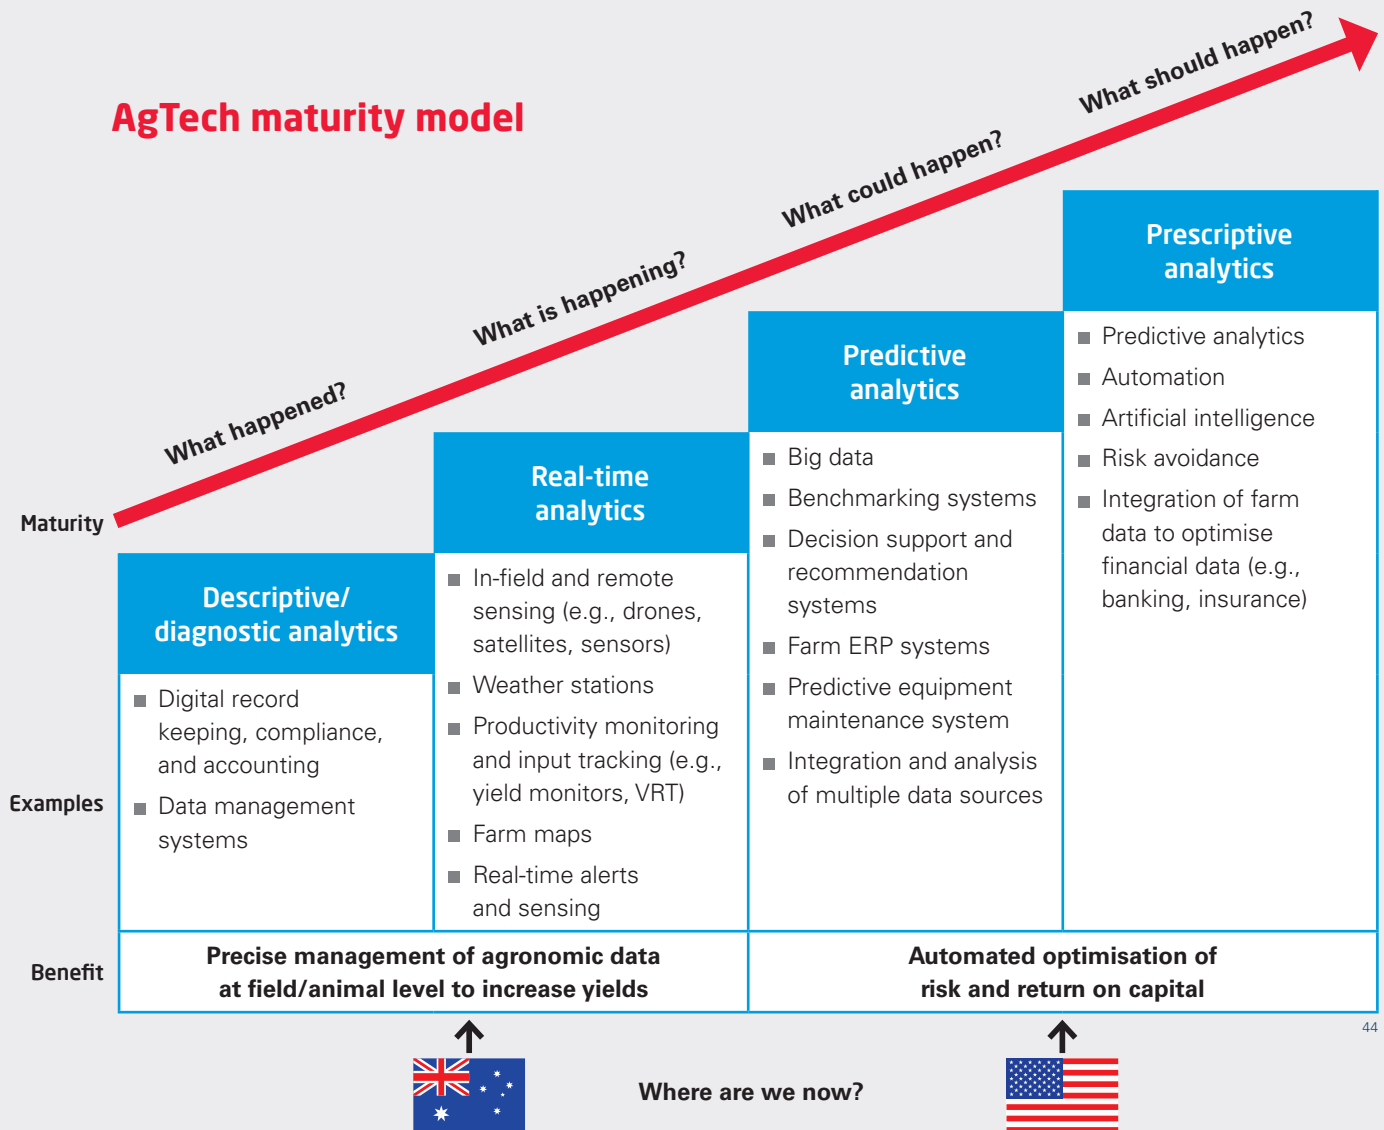 AgTech maturity model
What happened?
What is happening?
What could happen?
What should happen?
Maturity
Descriptive/
diagnostic analytics
Real-time
analytics
Predictive
analytics
Prescriptive
analytics
Examples
Digital record
keeping, compliance,
and accounting
Data management
systems
In-field and remote
sensing (e.g., drones,
satellites, sensors)
Weather stations
Productivity monitoring
and input tracking (e.g.,
yield monitors, VRT)
Farm maps
Real-time alerts
and sensing
Big data
Benchmarking systems
Decision support and
recommendation
systems
Farm ERP systems
Predictive equipment
maintenance system
Integration and analysis
of multiple data sources
Predictive analytics
Automation
Artificial intelligence
Risk avoidance
Integration of farm
data to optimise
financial data (e.g.,
banking, insurance)
Benefit
Precise management of agronomic data
at field/animal level to increase yields
Automated optimisation of
risk and return on capital
44
Where are we now?